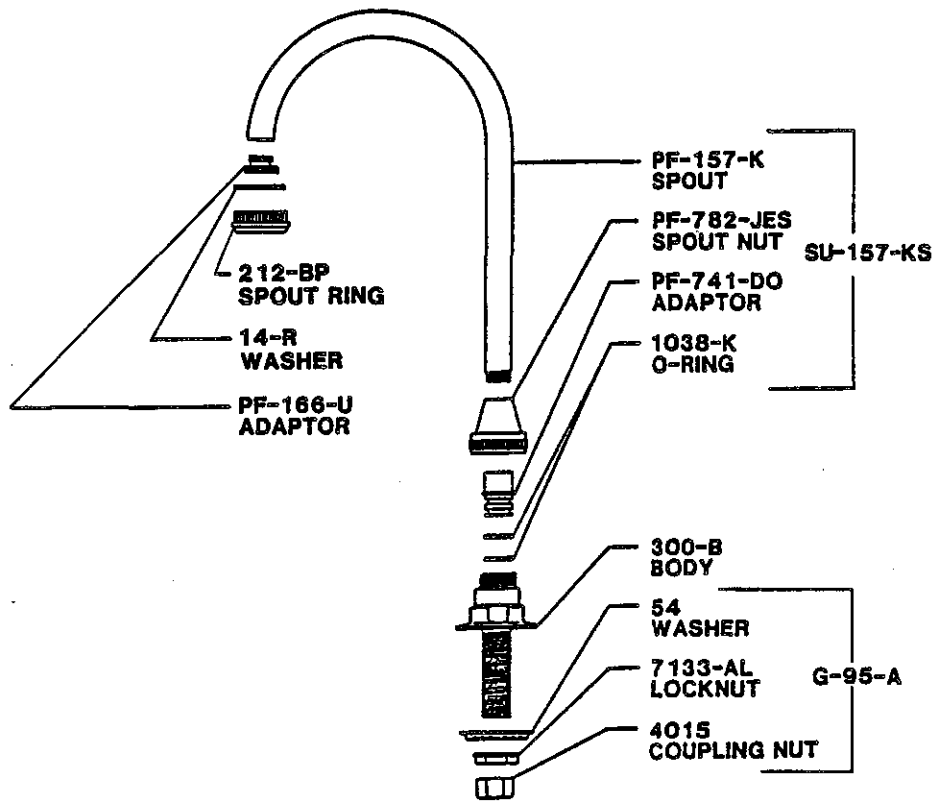 PF-157-K
SPOUT
PF-782-JES
SPOUT NUT
SU-157-KS
PF-741-DO
ADAPTOR
1038-K
O-RING
212-BP
SPOUT RING
14-R
WASHER
PF-166-U
ADAPTOR
300-B
BODY
54
WASHER
7133-AL
LOCKNUT
G-95-A
4015
COUPLING NUT